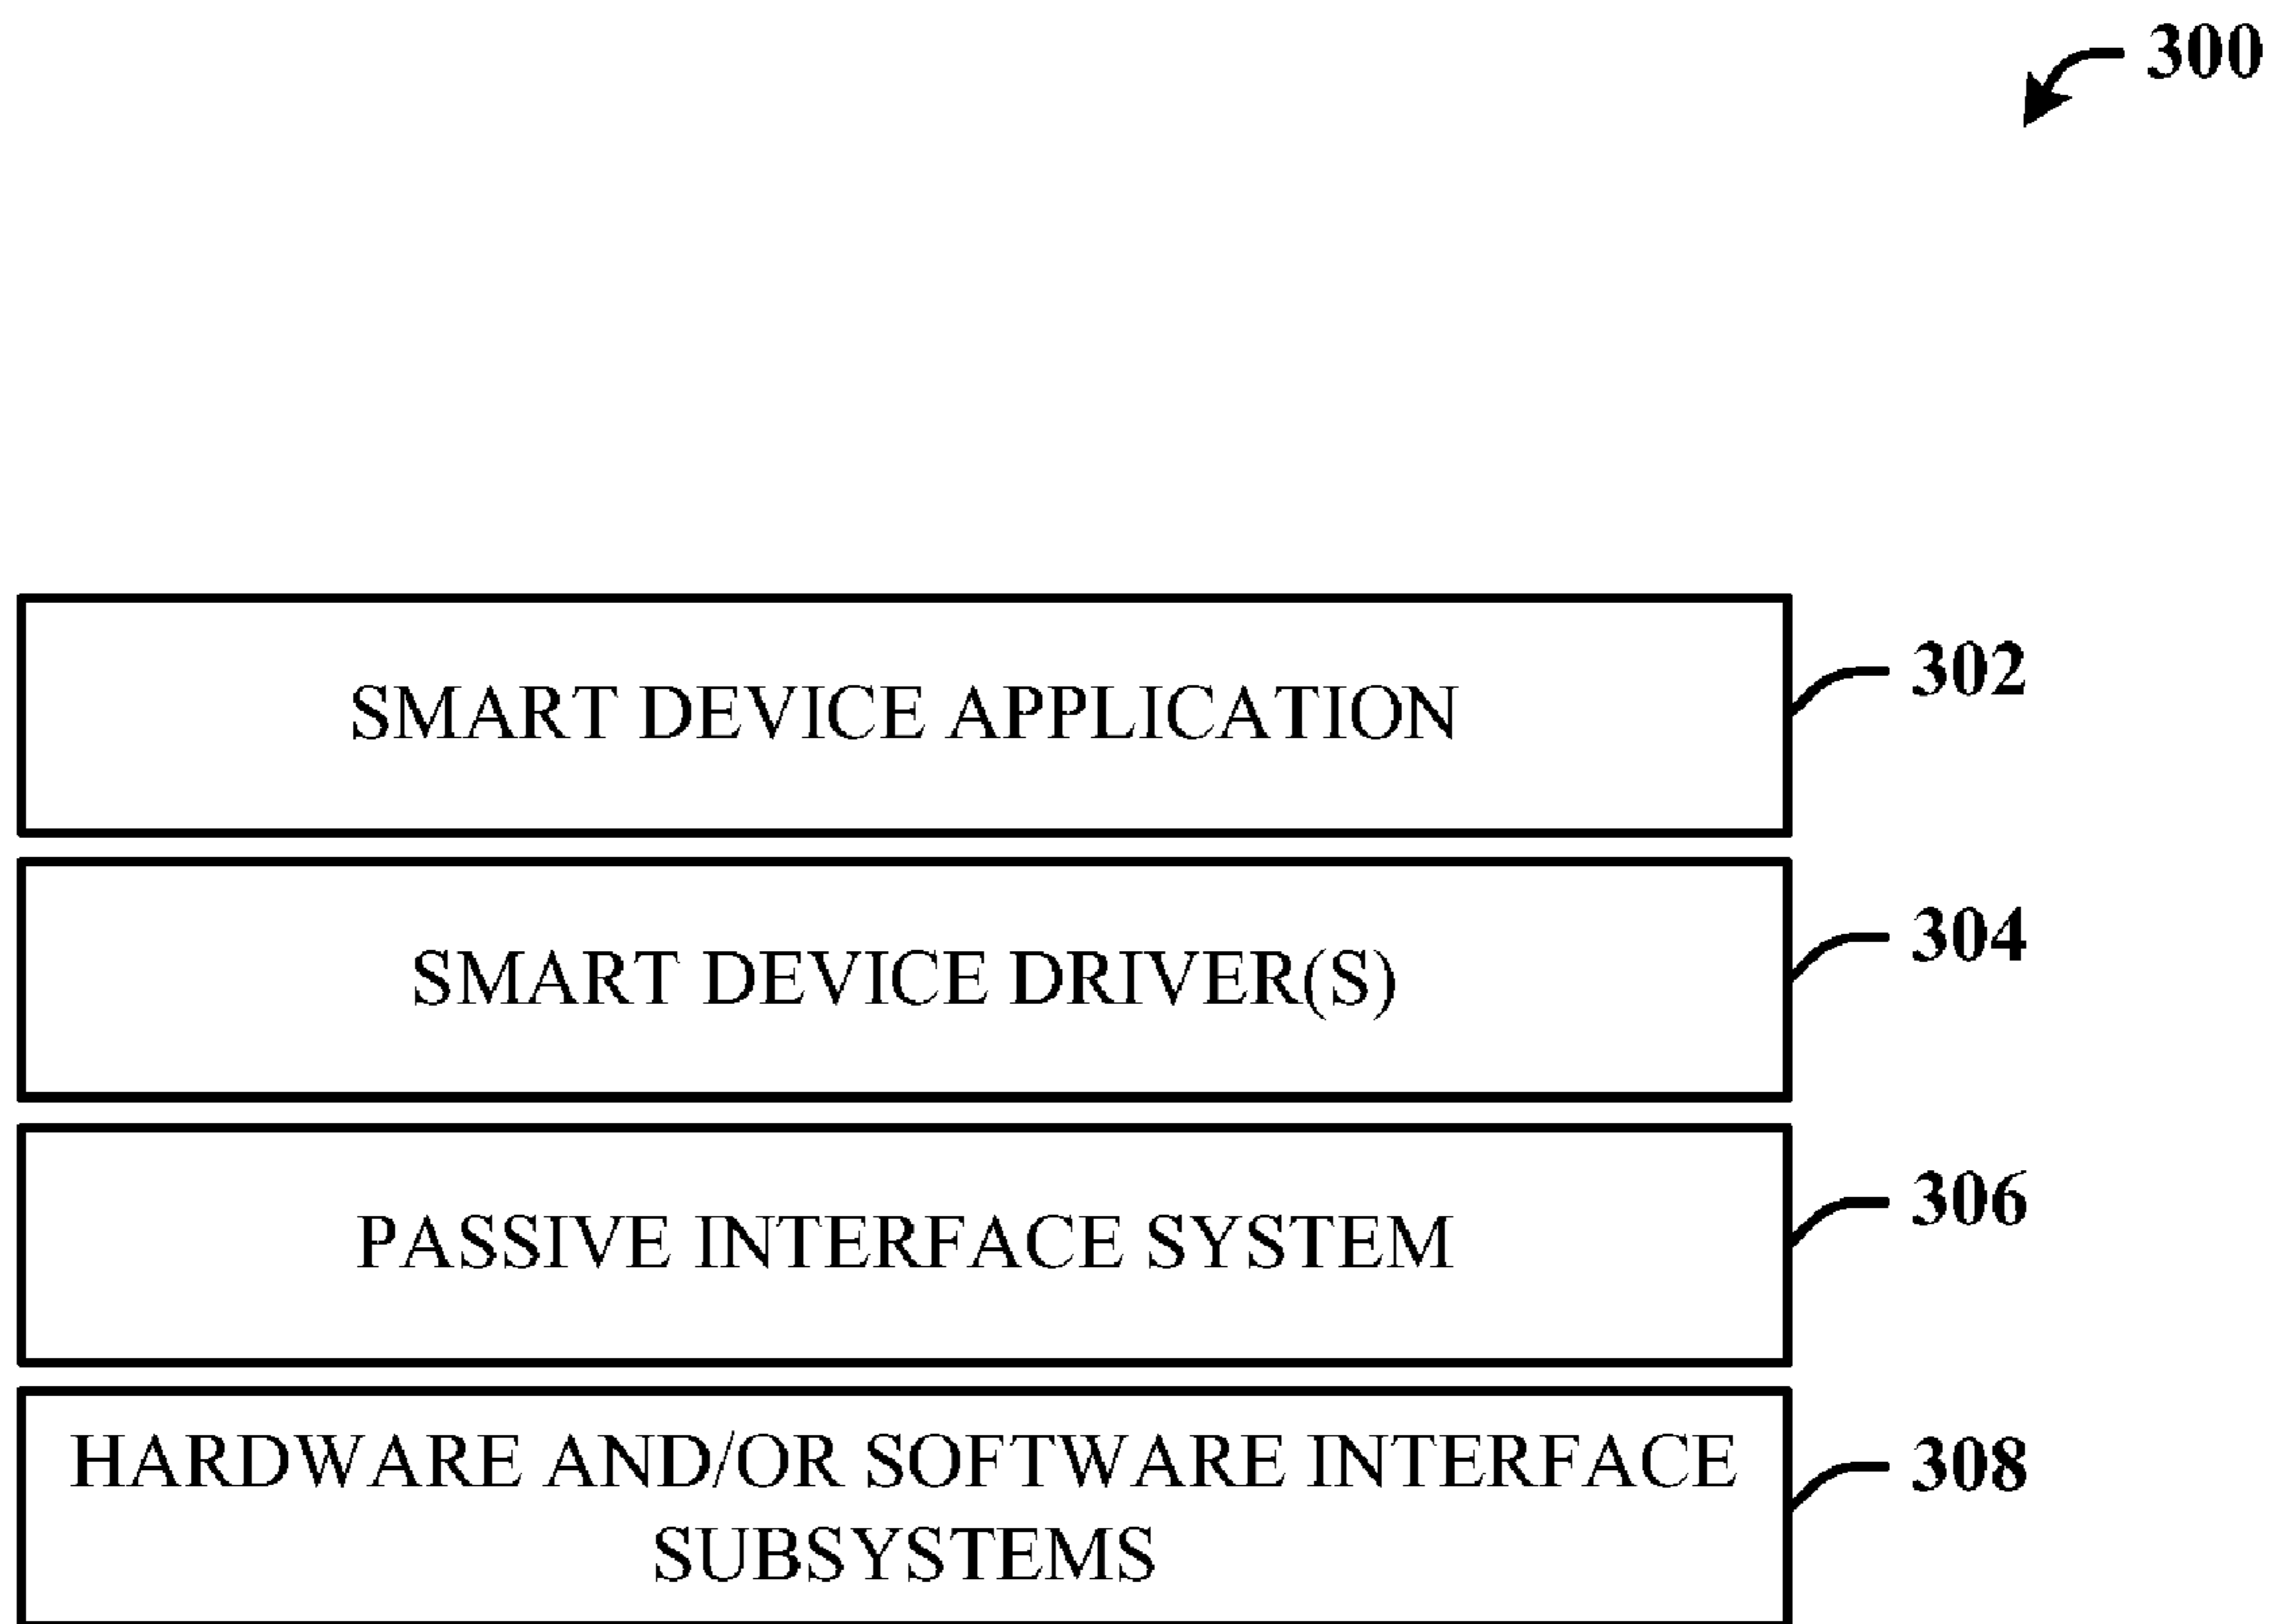 300
SMART DEVICE APPLICATION
302
SMART DEVICE DRIVER(S)
304
PASSIVE INTERFACE SYSTEM
306
HARDWARE AND/OR SOFTWARE INTERFACE
SUBSYSTEMS
308